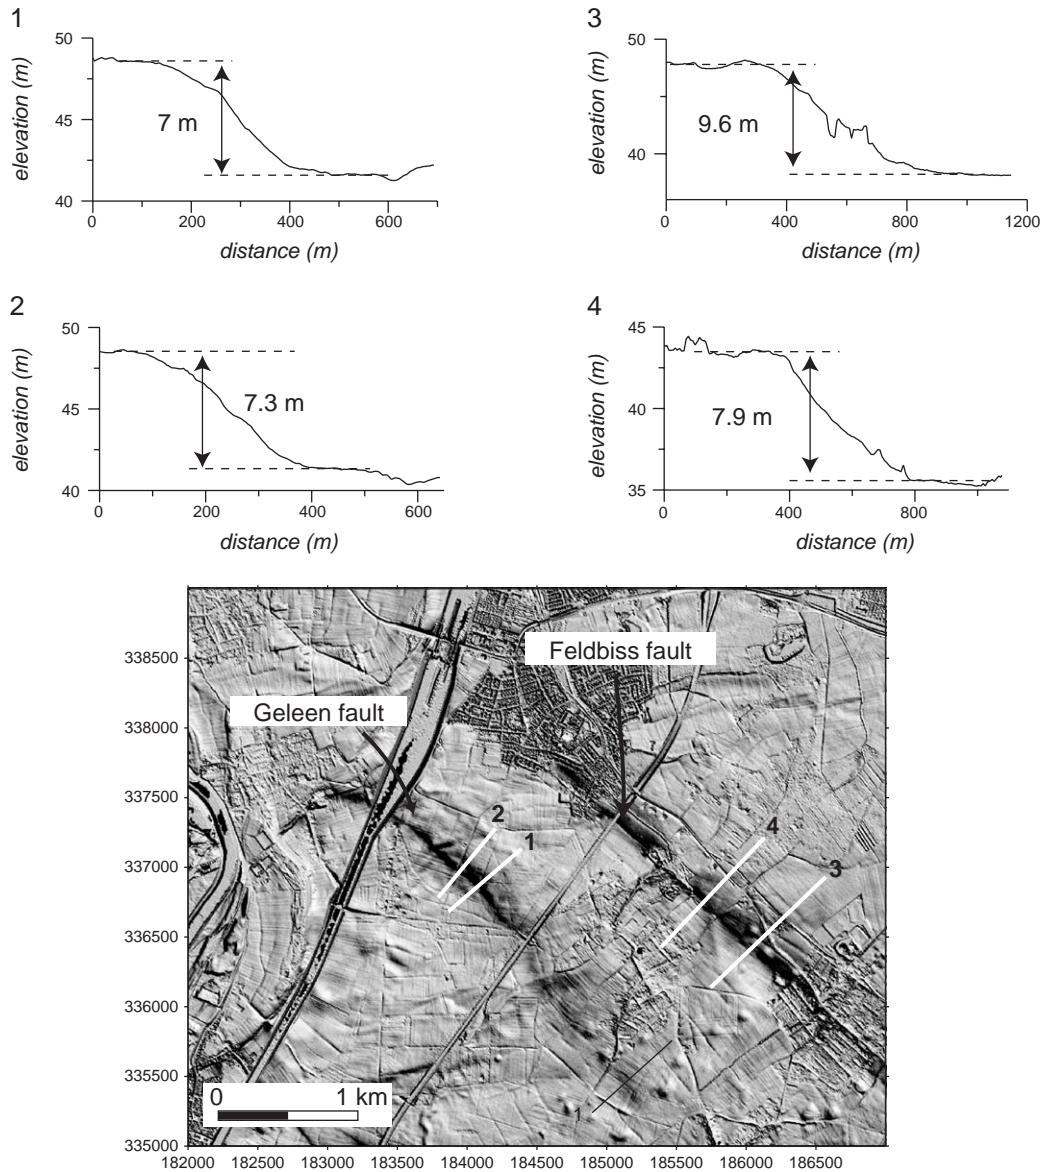 1
50
45
40
elevation (m)
7 m
0
200
400
600
distance (m)
3
50
40
elevation (m)
9.6 m
0
400
800
1200
distance (m)
2
50
45
40
elevation (m)
7.3 m
0
200
400
600
distance (m)
4
45
40
35
elevation (m)
7.9 m
0
400
800
distance (m)
338500
338000
337500
337000
336500
336000
335500
335000
Feldbiss fault
Geleen fault
2
1
4
3
1
0 1 km
182000 182500 183000 183500 184000 184500 185000 185500 186000 186500